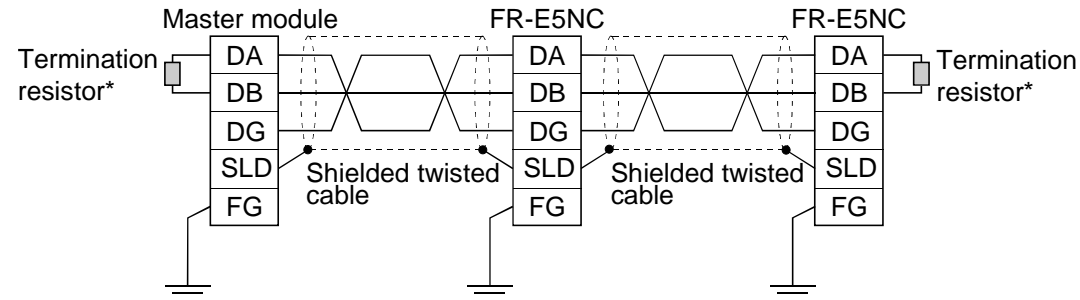 Master module
FR-E5NC
FR-E5NC
Termination
resistor*
DA
DB
DG
SLD
FG
Shielded twisted
cable
DA
DB
DG
SLD
FG
Shielded twisted
cable
DA
DB
DG
SLD
FG
Termination
resistor*